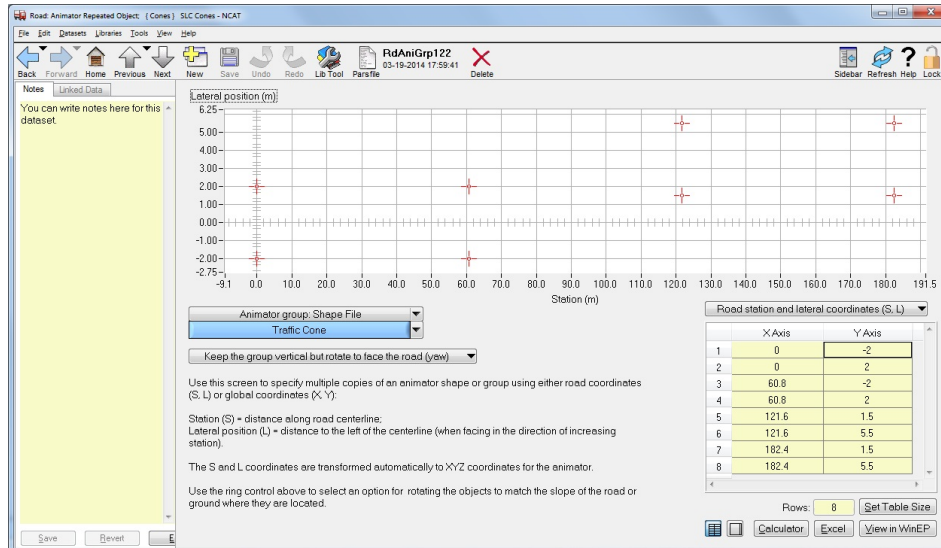 Road: Animator Repeated Object; { Cones } SLC Cones - NCAT
File Edit Datasets Libraries Tools View Help
Back Forward Home Previous Next New Save Undo Redo Lib Tool Parsfile
RdAniGrp122
03-19-2014 17:59:41
Delete
Sidebar Refresh Help Lock
Notes Linked Data
You can write notes here for this
dataset.
Lateral position (m)
6.25
5.00
4.00
3.00
2.00
1.00
0.00
-1.00
-2.00
-2.75
-9.1 0.0 10.0 20.0 30.0 40.0 50.0 60.0 70.0 80.0 90.0 100.0 110.0 120.0 130.0 140.0 150.0 160.0 170.0 180.0 191.5
Station (m)
Animator group: Shape File
Traffic Cone
Keep the group vertical but rotate to face the road (yaw)
Use this screen to specify multiple copies of an animator shape or group using either road coordinates
(S, L) or global coordinates (X, Y):
Station (S) = distance along road centerline;
Lateral position (L) = distance to the left of the centerline (when facing in the direction of increasing
station).
The S and L coordinates are transformed automatically to XYZ coordinates for the animator.
Use the ring control above to select an option for rotating the objects to match the slope of the road or
ground where they are located.
Road station and lateral coordinates (S, L)
X Axis Y Axis
1 0 -2
2 0 2
3 60.8 -2
4 60.8 2
5 121.6 1.5
6 121.6 5.5
7 182.4 1.5
8 182.4 5.5
Rows: 8 Set Table Size
Calculator Excel View in WinEP
Save Revert E